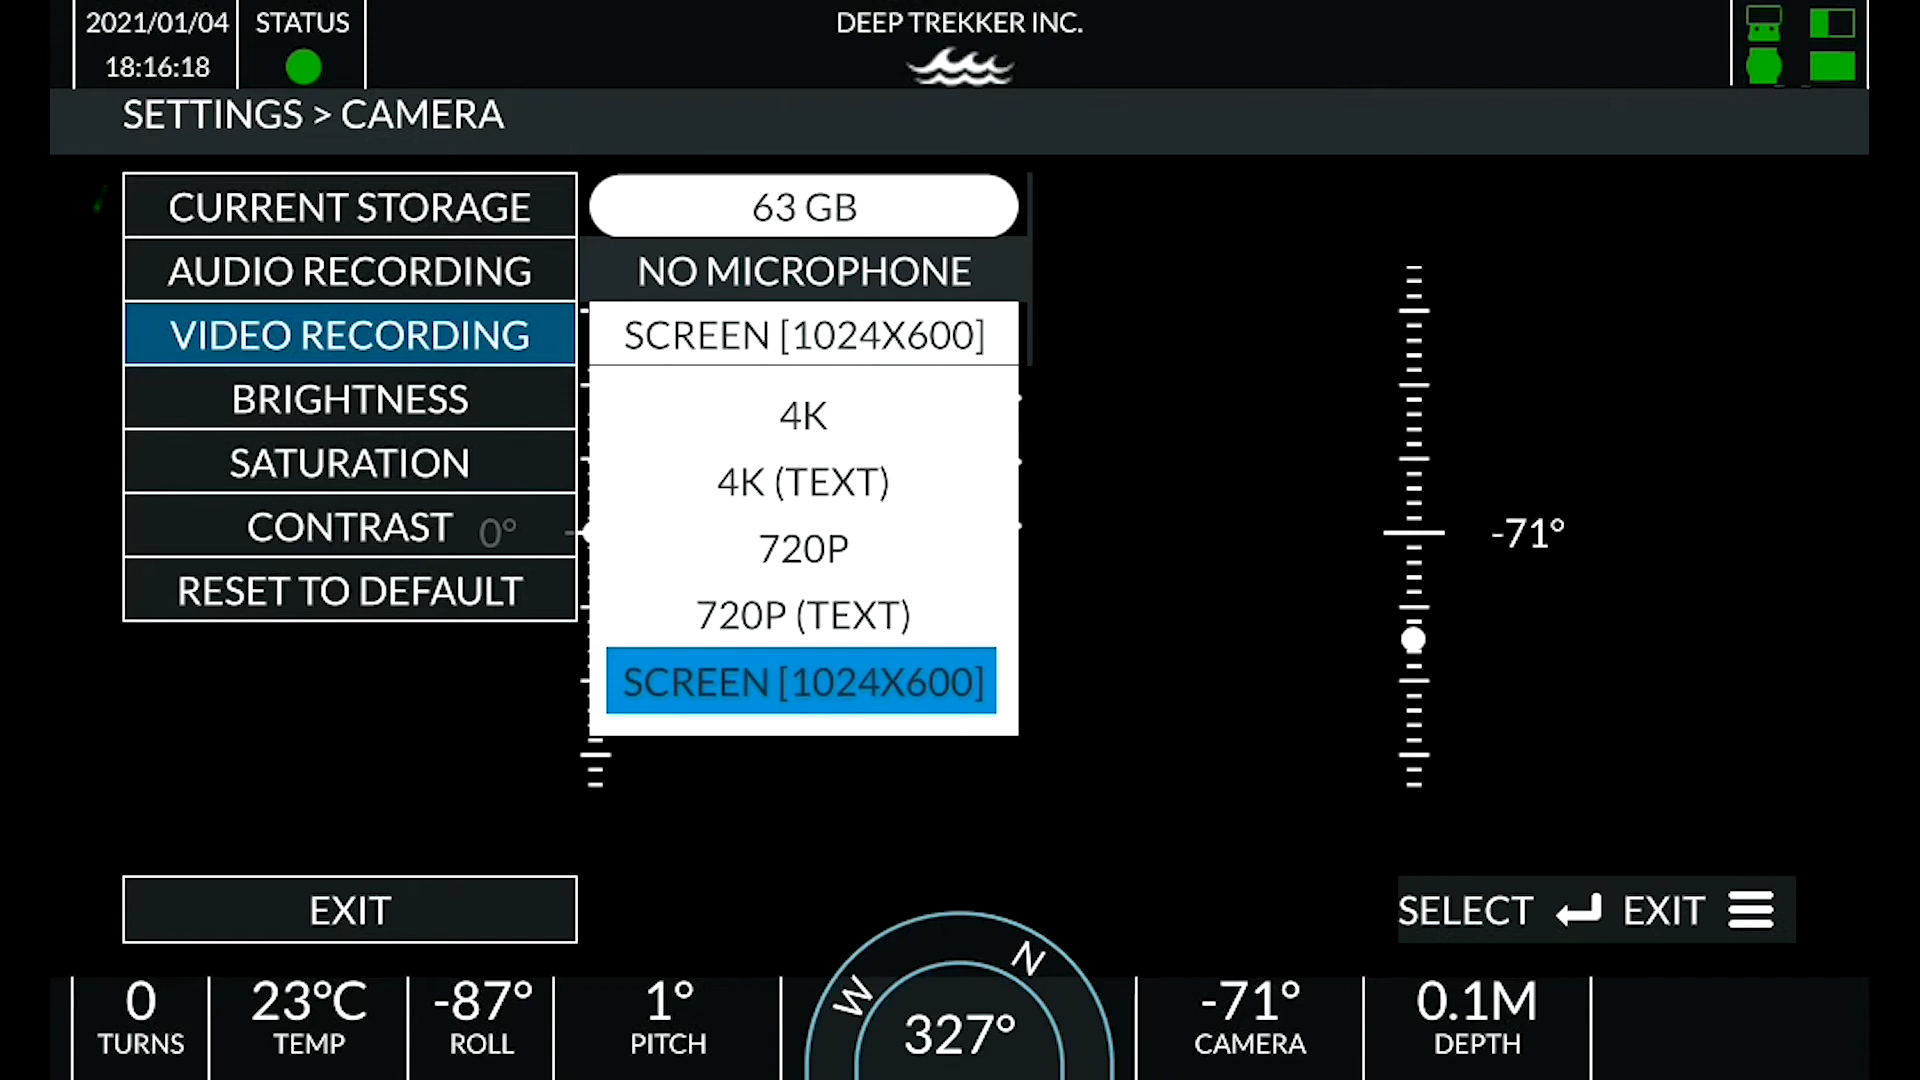 2021/01/04
18:16:18
STATUS
DEEP TREKKER INC.
SETTINGS > CAMERA
CURRENT STORAGE
63 GB
AUDIO RECORDING
NO MICROPHONE
VIDEO RECORDING
SCREEN [1024X600]
BRIGHTNESS
SATURATION
CONTRAST
RESET TO DEFAULT
4K
4K (TEXT)
720P
720P (TEXT)
SCREEN [1024X600]
0°
-71°
EXIT
SELECT
EXIT
0
TURNS
23°C
TEMP
-87°
ROLL
1°
PITCH
W
N
327°
-71°
CAMERA
0.1M
DEPTH